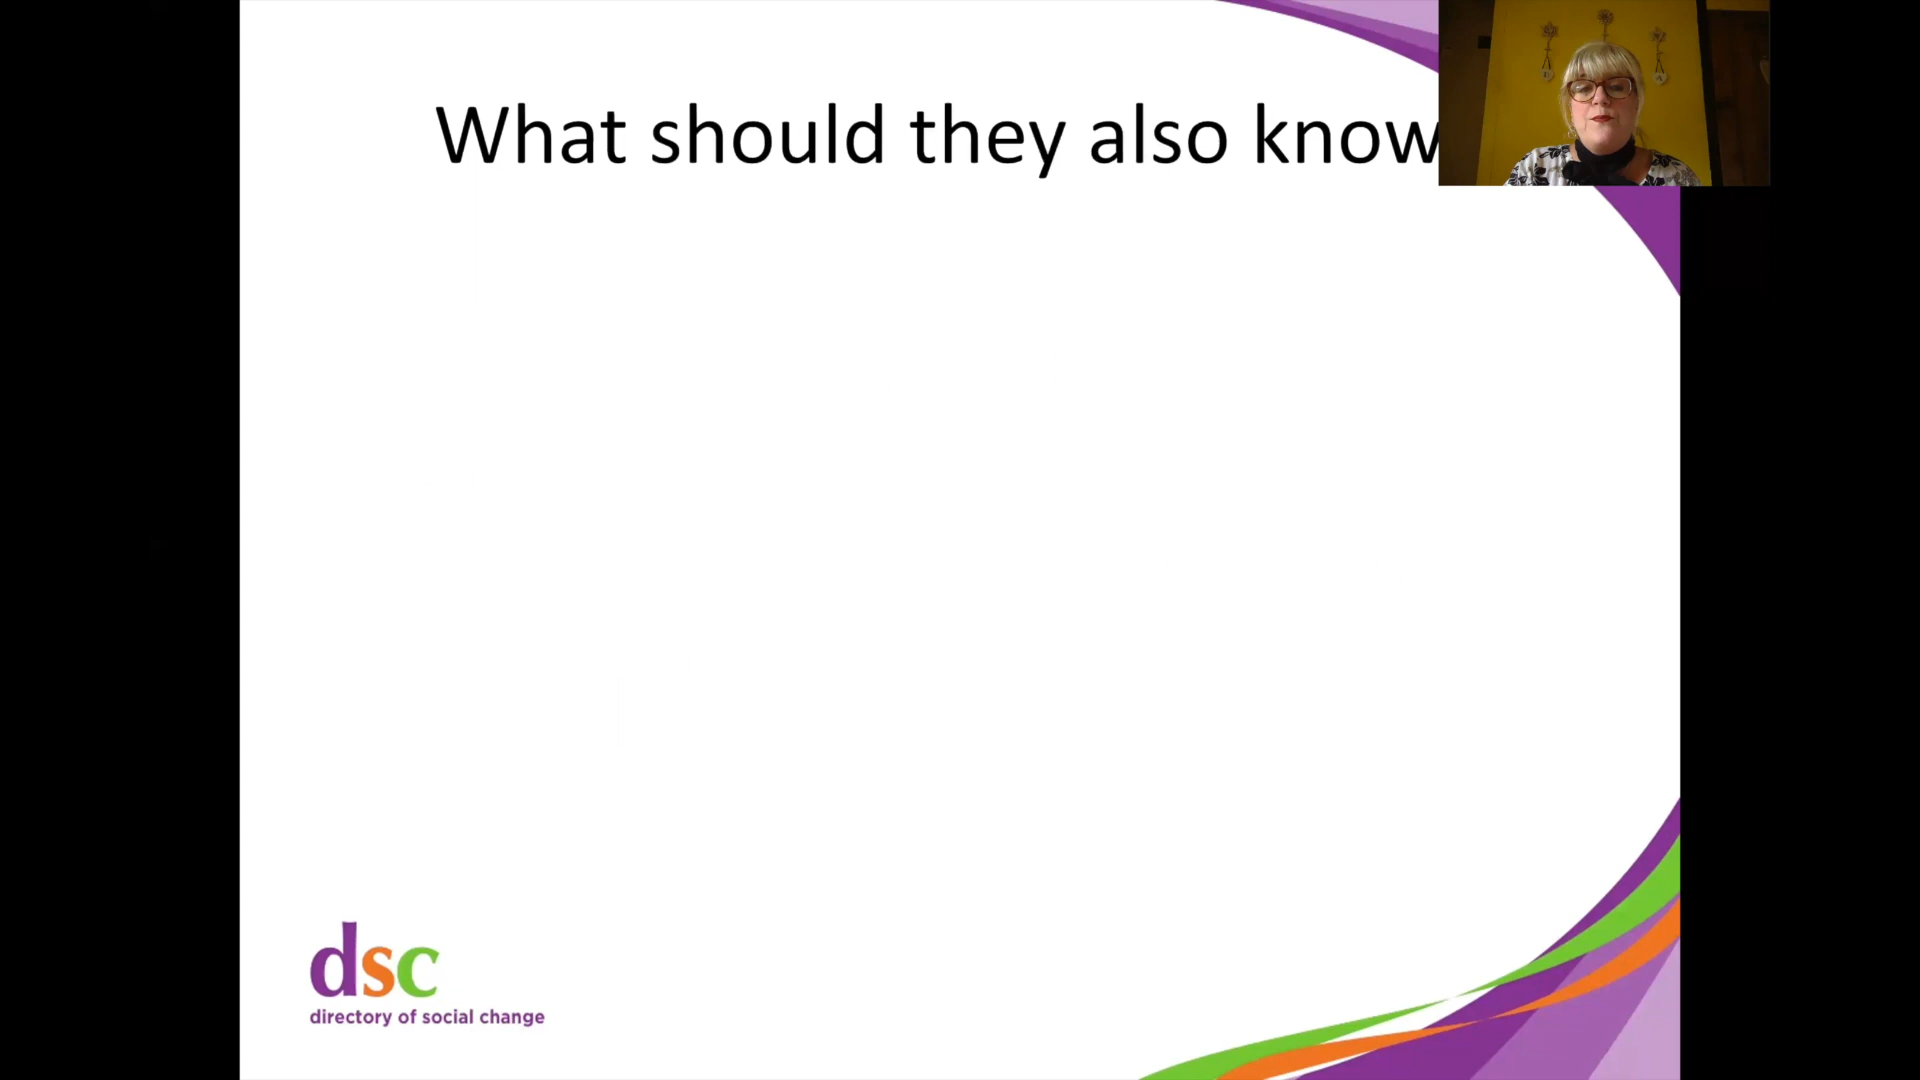 What should they also know
dsc
directory of social change